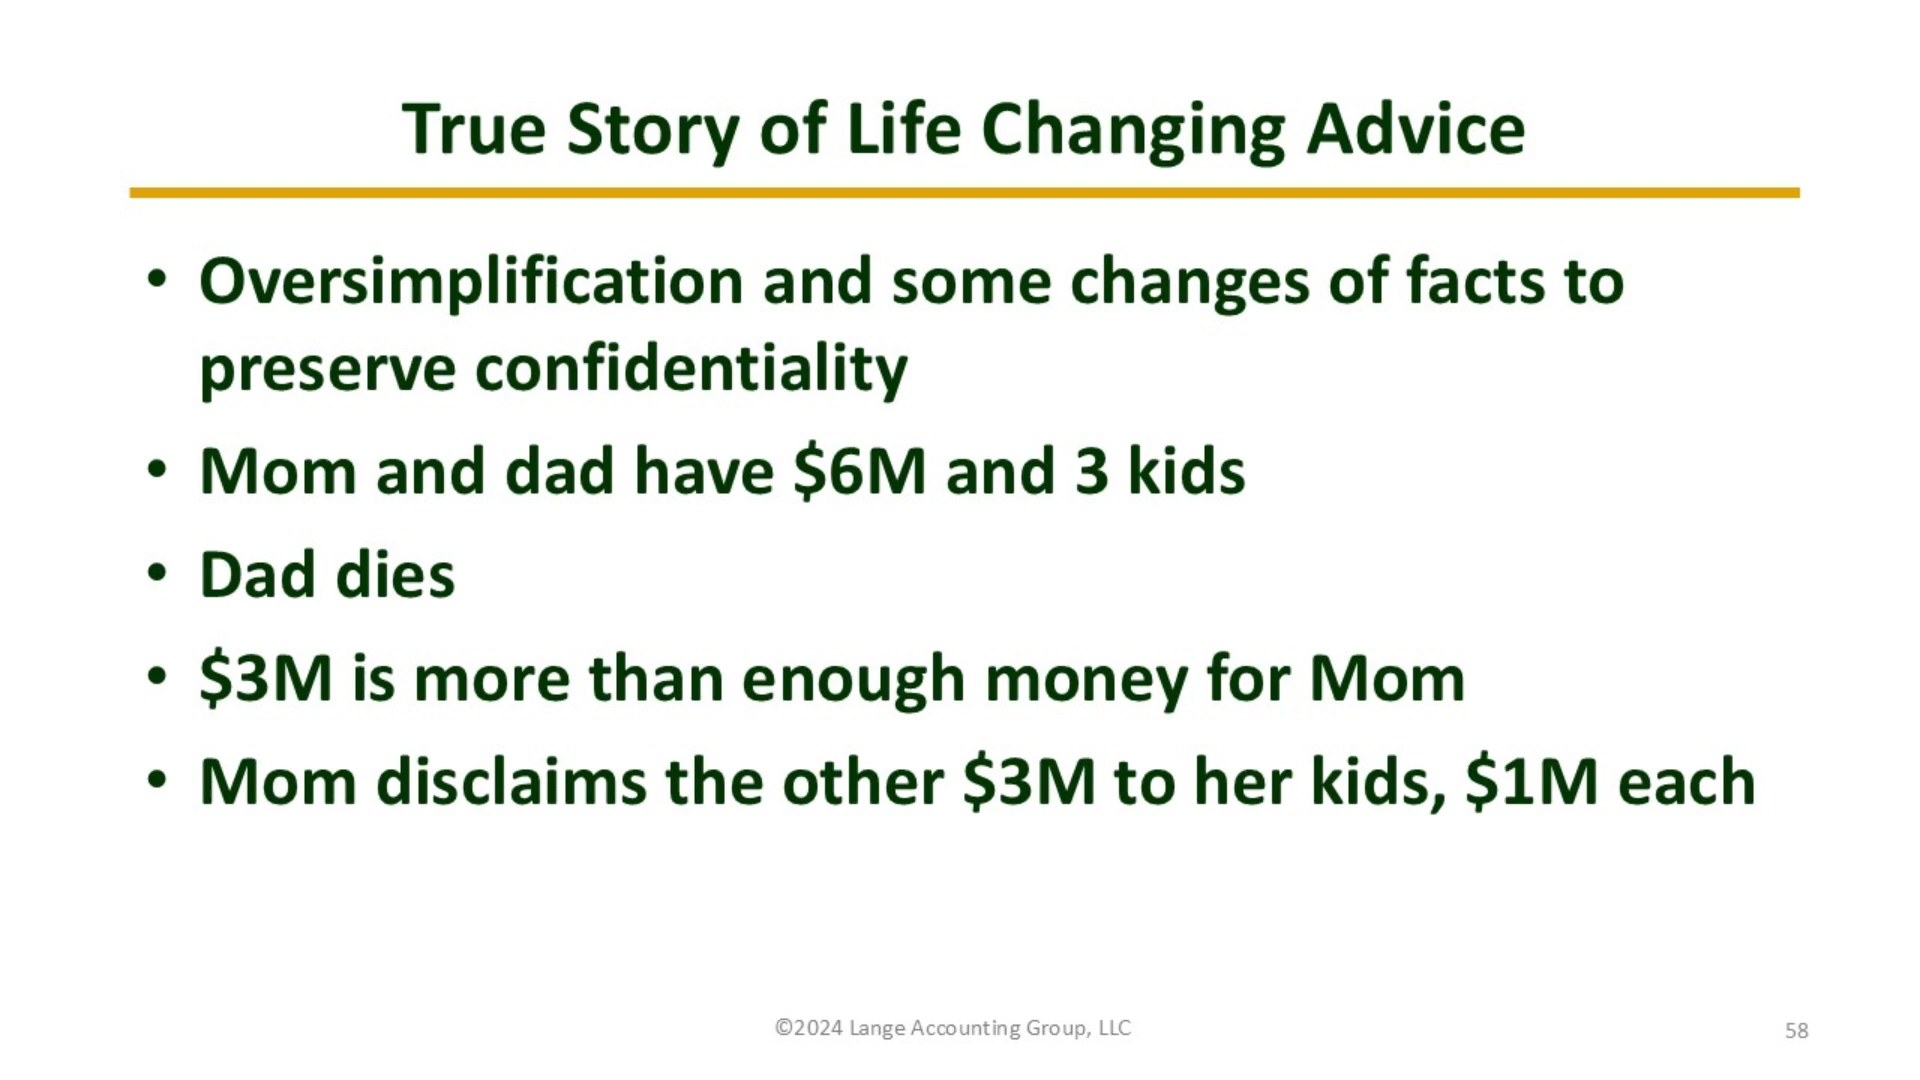 True Story of Life Changing Advice
• Oversimplification and some changes of facts to
preserve confidentiality
• Mom and dad have $6M and 3 kids
• Dad dies
• $3M is more than enough money for Mom
• Mom disclaims the other $3M to her kids, $1M each
©2024 Lange Accounting Group, LLC
58